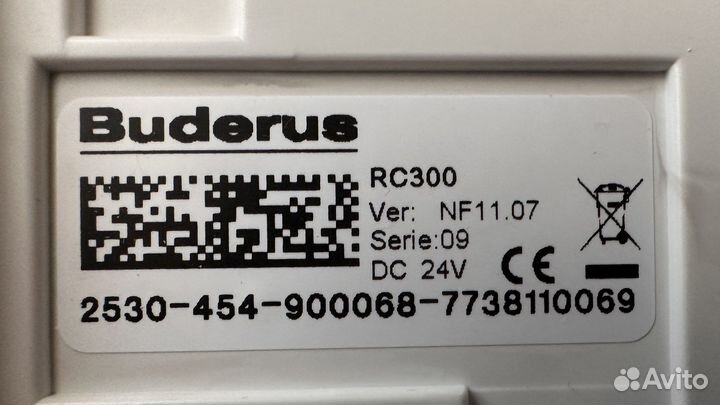 Buderus
RC300
Ver: NF11.07
Serie:09
DC 24V CE
2530-454-900068-7738110069
Avito